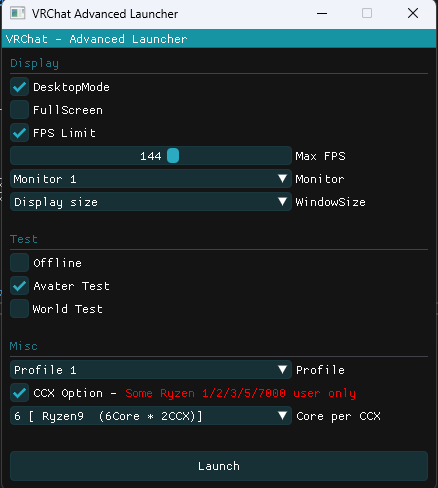 VRChat Advanced Launcher
VRChat - Advanced Launcher
Display
DesktopMode
FullScreen
FPS Limit
144 Max FPS
Monitor 1 Monitor
Display size WindowSize
Test
Offline
Avater Test
World Test
Misc
Profile 1 Profile
CCX Option - Some Ryzen 1/2/3/5/7000 user only
6 [ Ryzen9  (6Core * 2CCX)] Core per CCX
Launch